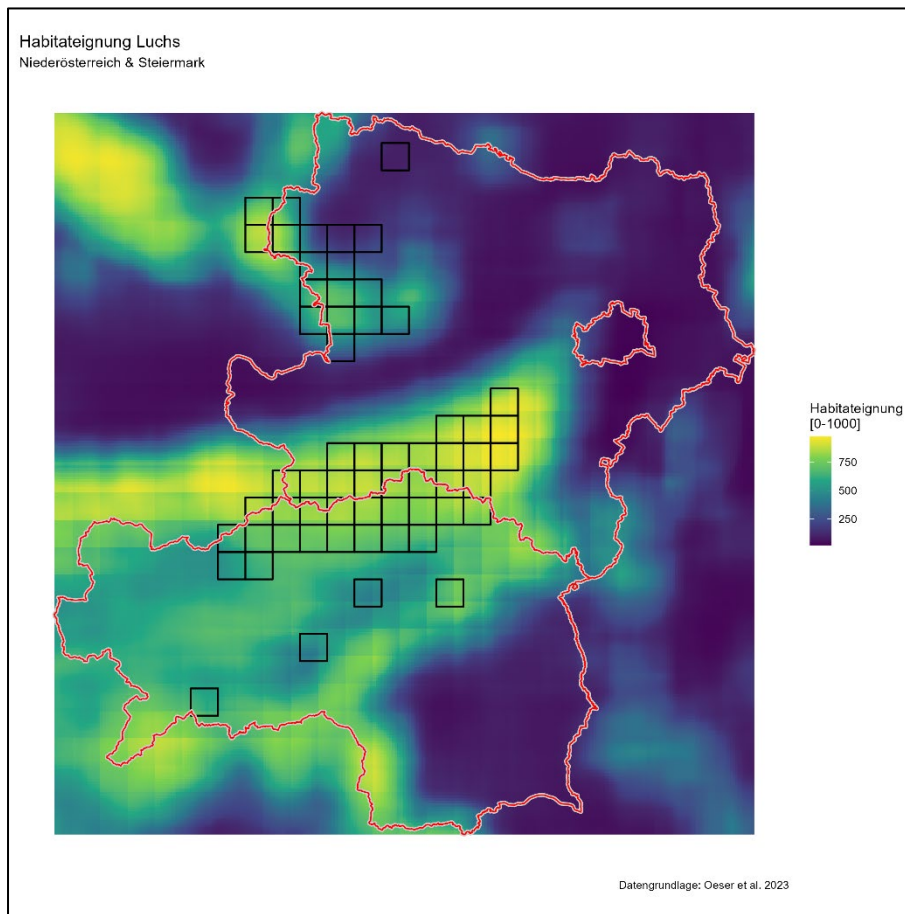 Habitateignung Luchs
Niederösterreich & Steiermark
Habitateignung
[0-1000]
750
500
250
Datengrundlage: Oeser et al. 2023